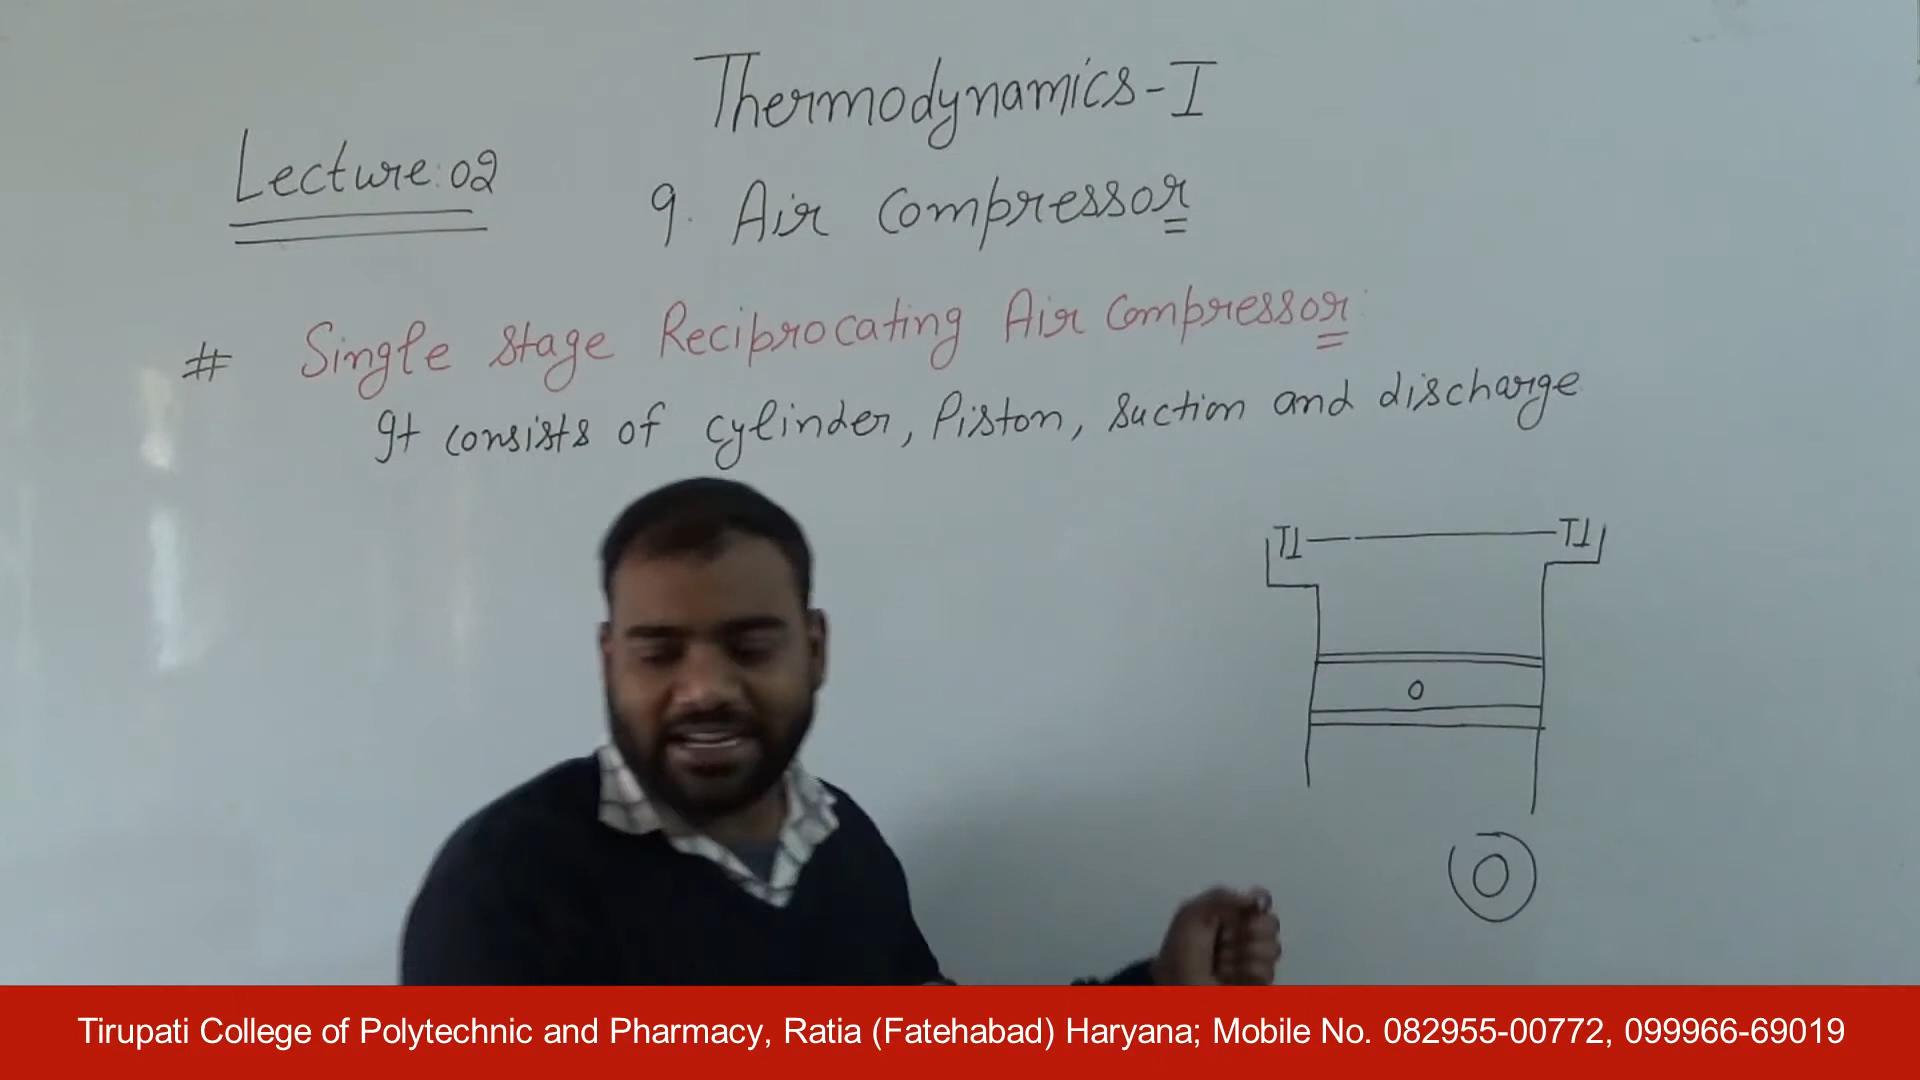 Thermodynamics-I
Lecture:02
9. Air Compressor
# Single stage Reciprocating Air Compressor:
It consists of cylinder, Piston, suction and discharge
Tirupati College of Polytechnic and Pharmacy, Ratia (Fatehabad) Haryana; Mobile No. 082955-00772, 099966-69019